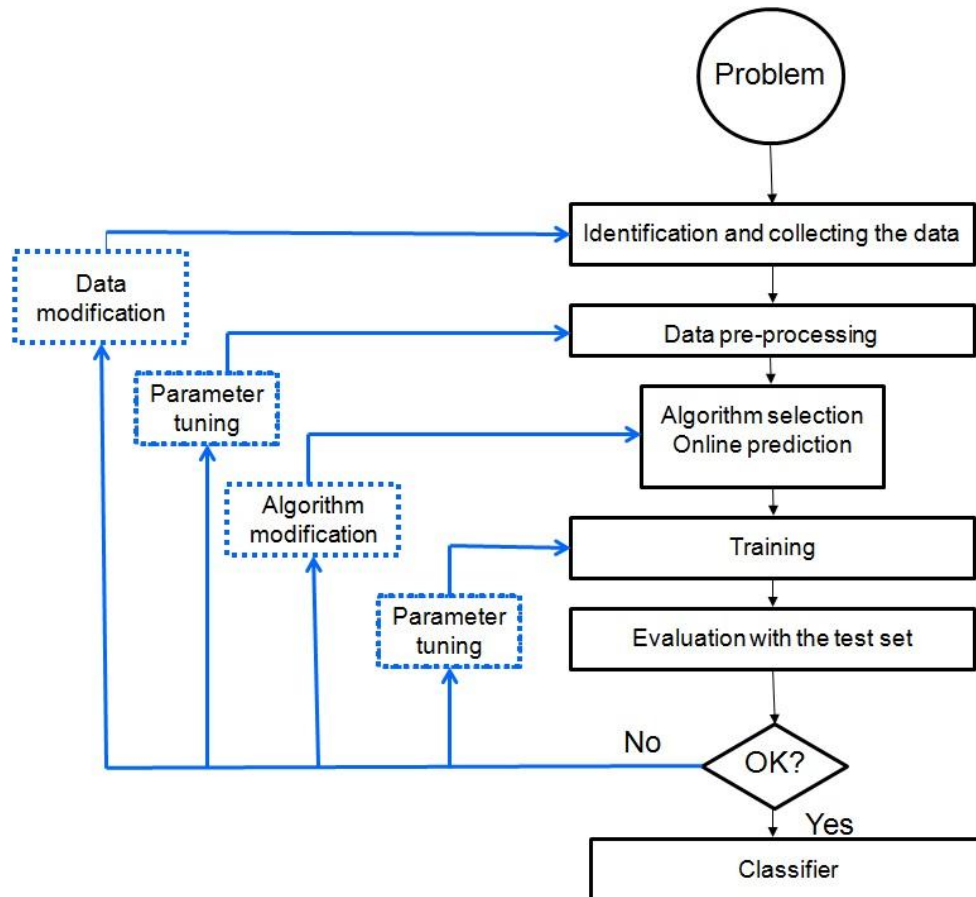 Problem
Identification and collecting the data
Data
modification
Data pre-processing
Parameter
tuning
Algorithm selection
Online prediction
Algorithm
modification
Training
Parameter
tuning
Evaluation with the test set
No
OK?
Yes
Classifier